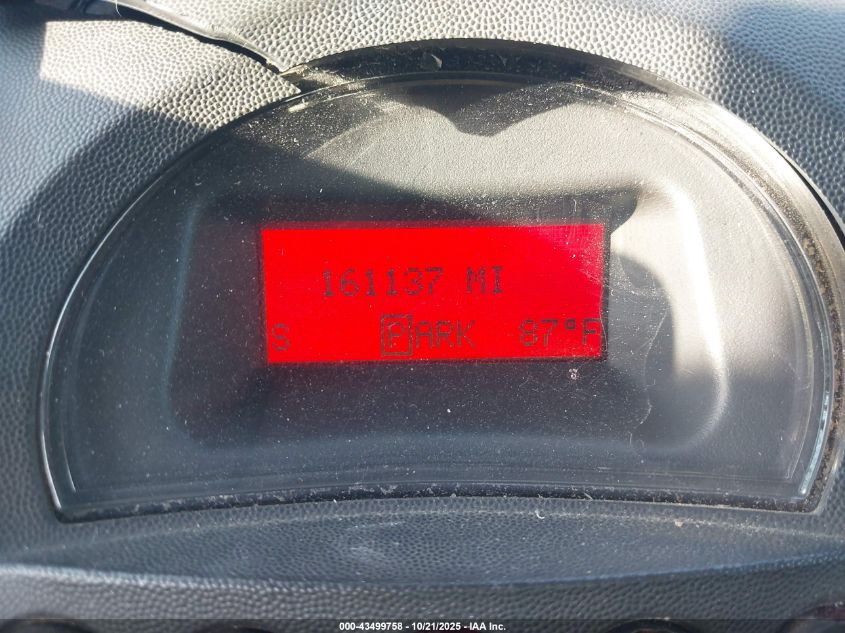 161137 MI
S PARK 87°F
000-43499758 - 10/21/2025 - IAA Inc.